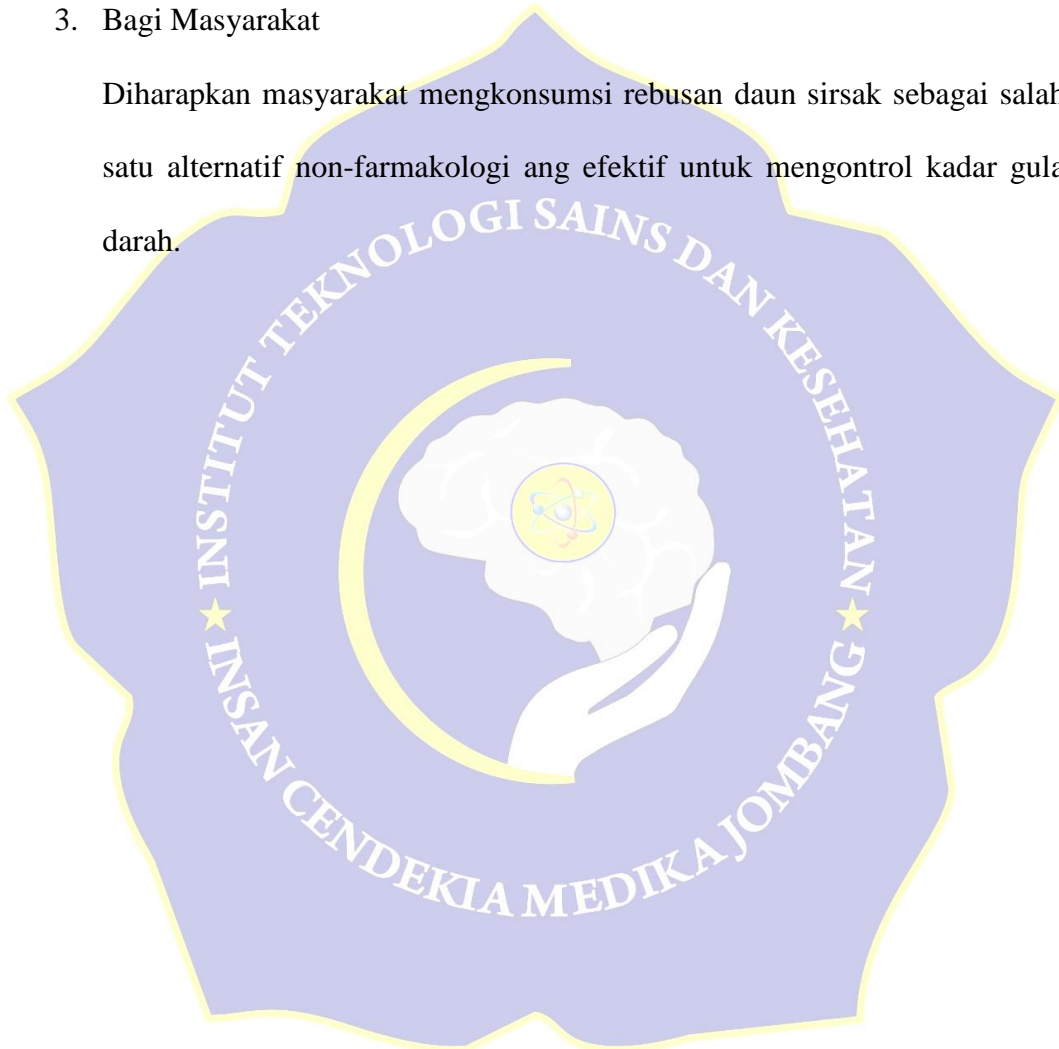 3. Bagi Masyarakat
Diharapkan masyarakat mengkonsumsi rebusan daun sirsak sebagai salah
satu alternatif non-farmakologi ang efektif untuk mengontrol kadar gula
darah.
INSTITUT TEKNOLOGI SAINS DAN KESEHATAN
INSAN CENDEKIA MEDIKA JOMBANG